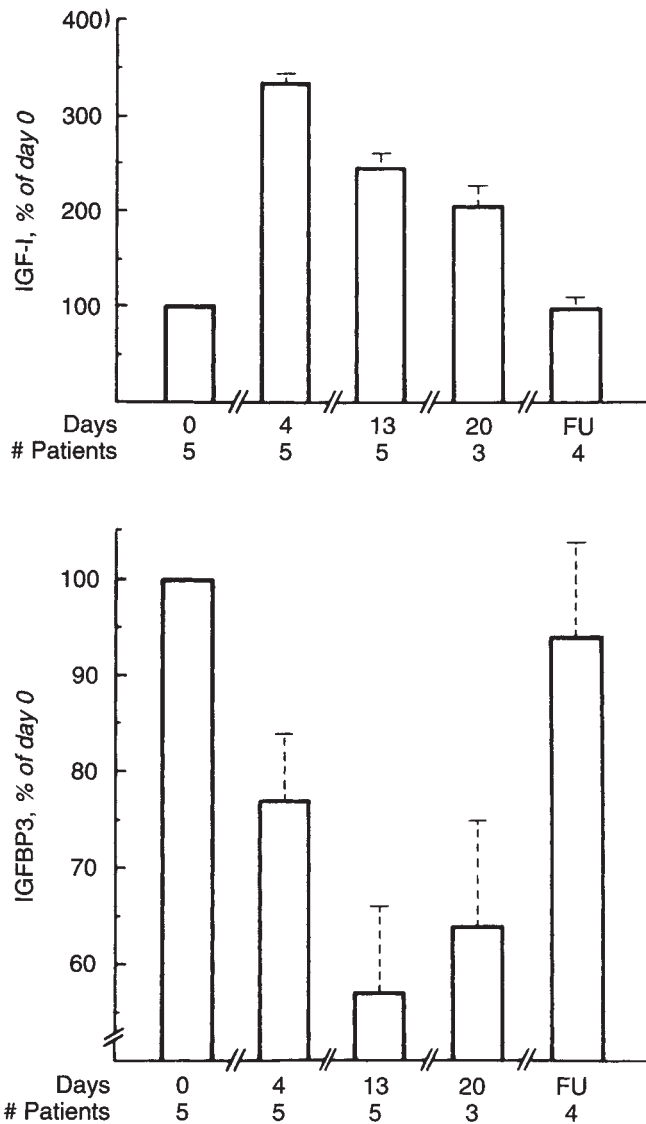 400)
300
200
100
IGF-I, % of day 0
Days 0 4 13 20 FU
# Patients 5 5 5 3 4
100
90
80
70
60
IGFBP3, % of day 0
Days 0 4 13 20 FU
# Patients 5 5 5 3 4